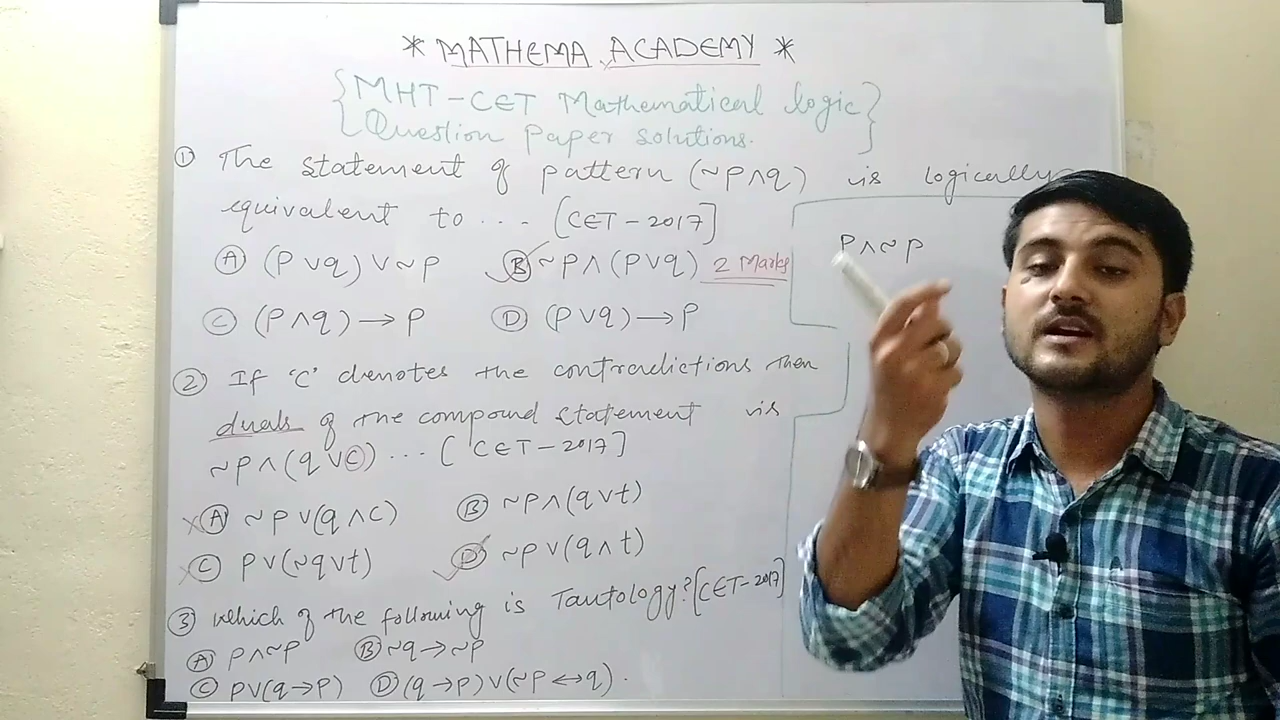 * MATHEMA ACADEMY *
{MHT-CET Mathematical logic
Question Paper solutions.}
① The statement of pattern (~p∧q) is logically
equivalent to ... [CET-2017]
Ⓐ (p∨q)∨~p Ⓑ ~p∧(p∨q) 2 Marks
Ⓒ (p∧q)→p Ⓓ (p∨q)→p
p∧~p
② If 'C' denotes the contradictions then
duals of the compound statement is
~p∧(q∨c) ... [CET-2017]
Ⓐ ~p∨(q∧c) Ⓑ ~p∧(q∨t)
Ⓒ p∨(~q∨t) Ⓓ ~p∨(q∧t)
③ which of the following is Tautology? [CET-2017]
Ⓐ p∧~p Ⓑ ~q→~p
Ⓒ p∨(q→p) Ⓓ (q→p)∨(~p↔q).